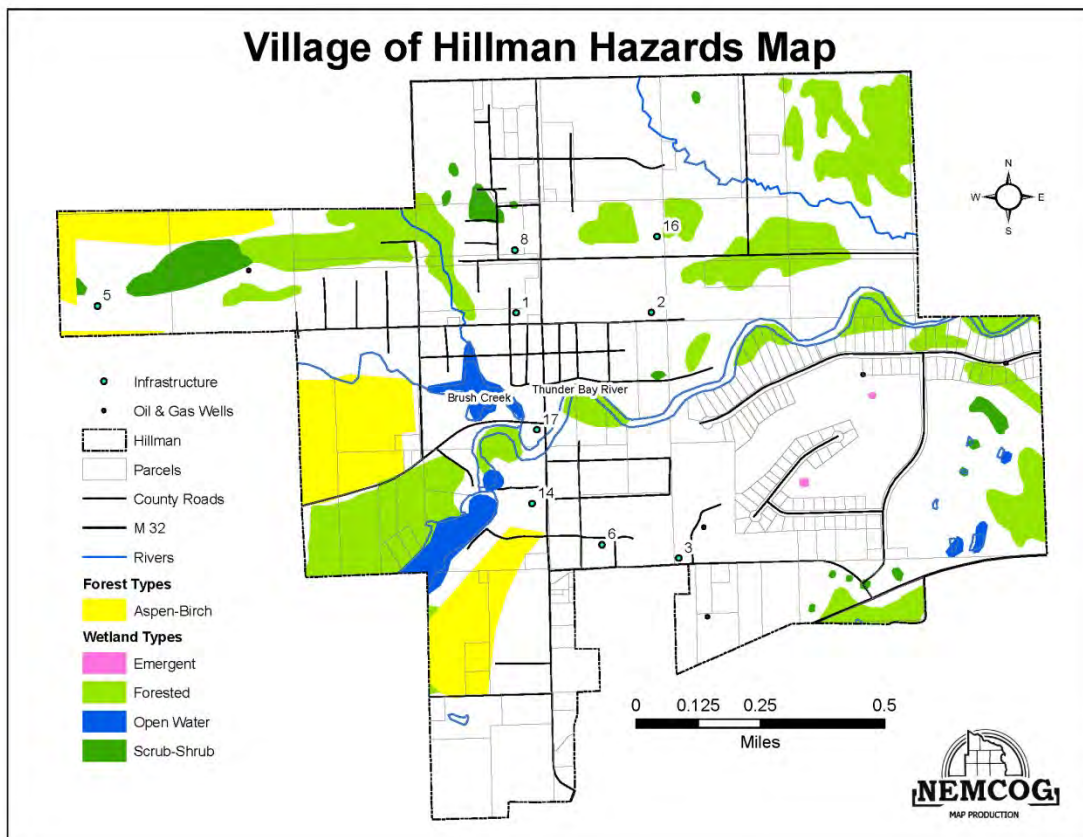 Village of Hillman Hazards Map
N
W E
S
16
8
5
1
2
Thunder Bay River
Brush Creek
17
14
6
3
Infrastructure
Oil & Gas Wells
Hillman
Parcels
County Roads
M 32
Rivers
Forest Types
Aspen-Birch
Wetland Types
Emergent
Forested
Open Water
Scrub-Shrub
0 0.125 0.25 0.5
Miles
NEMCOG
MAP PRODUCTION